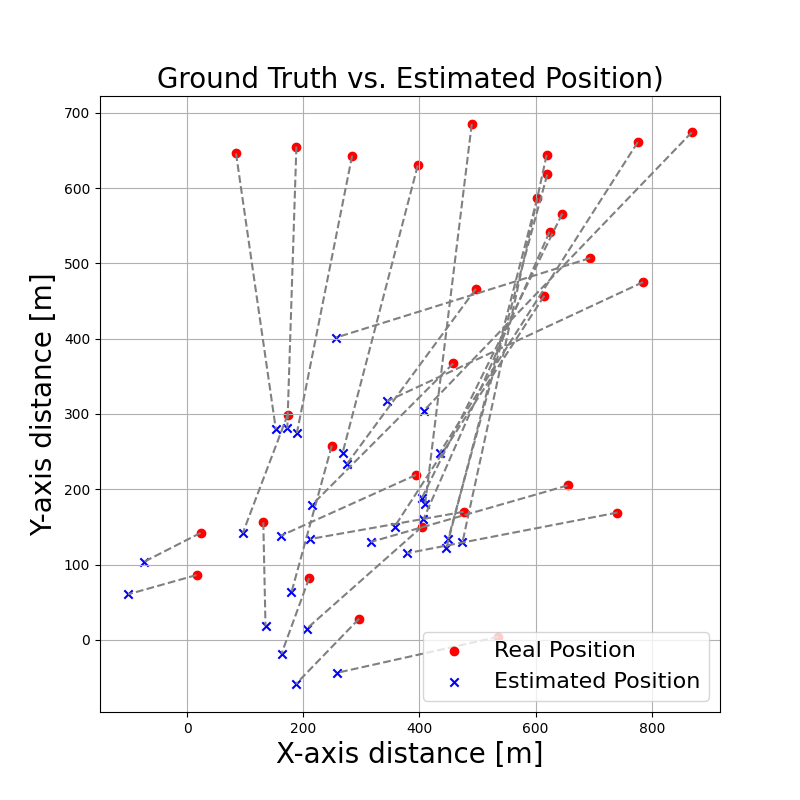 Ground Truth vs. Estimated Position)
700
600
500
400
300
200
100
0
Y-axis distance [m]
Real Position
Estimated Position
0 200 400 600 800
X-axis distance [m]